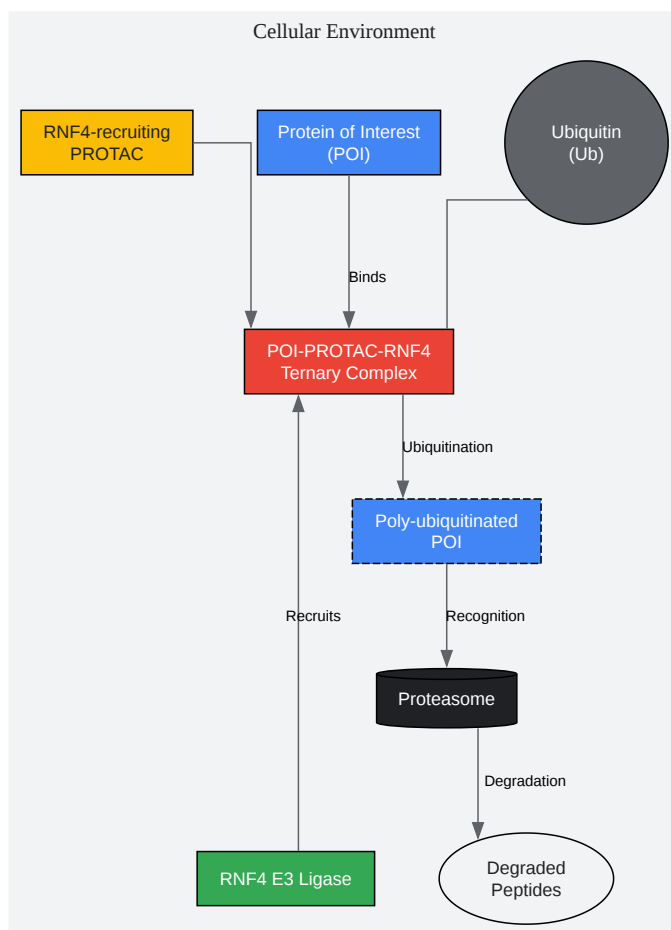 Cellular Environment
RNF4-recruiting
PROTAC
Protein of Interest
(POI)
Ubiquitin
(Ub)
Binds
POI-PROTAC-RNF4
Ternary Complex
Ubiquitination
Poly-ubiquitinated
POI
Recruits
Recognition
Proteasome
Degradation
RNF4 E3 Ligase
Degraded
Peptides